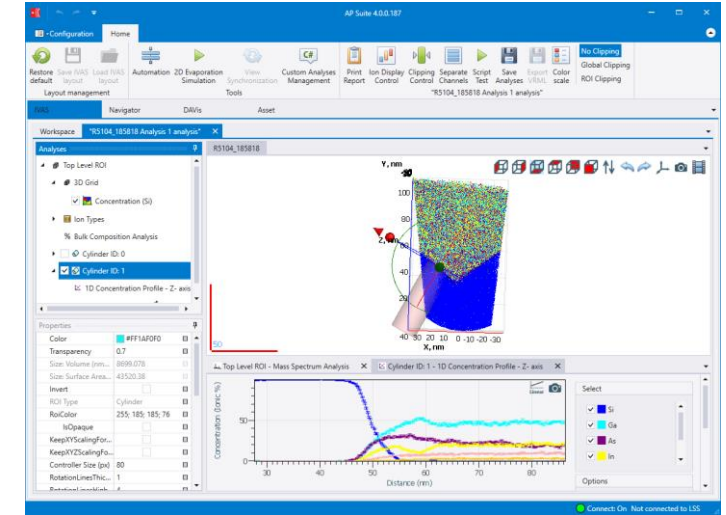 AP Suite 4.0.0.187
Configuration Home
Restore default
Save IVAS layout
Load IVAS layout
Layout management
Automation
2D Evaporation Simulation
View Synchronization
Custom Analyses Management
Tools
Print Report
Ion Display Control
Clipping Control
Separate Channels
Script Test
Save Analyses
Export VRML
Color scale
"R5104_185818 Analysis 1 analysis"
No Clipping
Global Clipping
ROI Clipping
IVAS Navigator DAVis Asset
Workspace "R5104_185818 Analysis 1 analysis" X
Analyses
Top Level ROI
3D Grid
Concentration (Si)
Ion Types
% Bulk Composition Analysis
Cylinder ID: 0
Cylinder ID: 1
1D Concentration Profile - Z- axis
Properties
Color #FF1AF0F0
Transparency 0.7
Size: Volume (nm... 8699.078
Size: Surface Area... 43520.38
Invert
ROI Type Cylinder
RoiColor 255; 185; 185; 76
IsOpaque
KeepXYScalingFor...
KeepXYZScalingFo...
Controller Size (px) 80
RotationLinesThic... 1
RotationLinesHigh... 4
R5104_185818
Y, nm
100
80
Z, nm
60
40
20
40 30 20 10 0 -10 -20 -30
X, nm
50
Top Level ROI - Mass Spectrum Analysis X
Cylinder ID: 1 - 1D Concentration Profile - Z- axis X
Concentration (Ionic %)
50
0
30 40 50 60 70 80
Distance (nm)
Global
Select
Si
Ga
As
In
Options
Connect: On Not connected to LSS